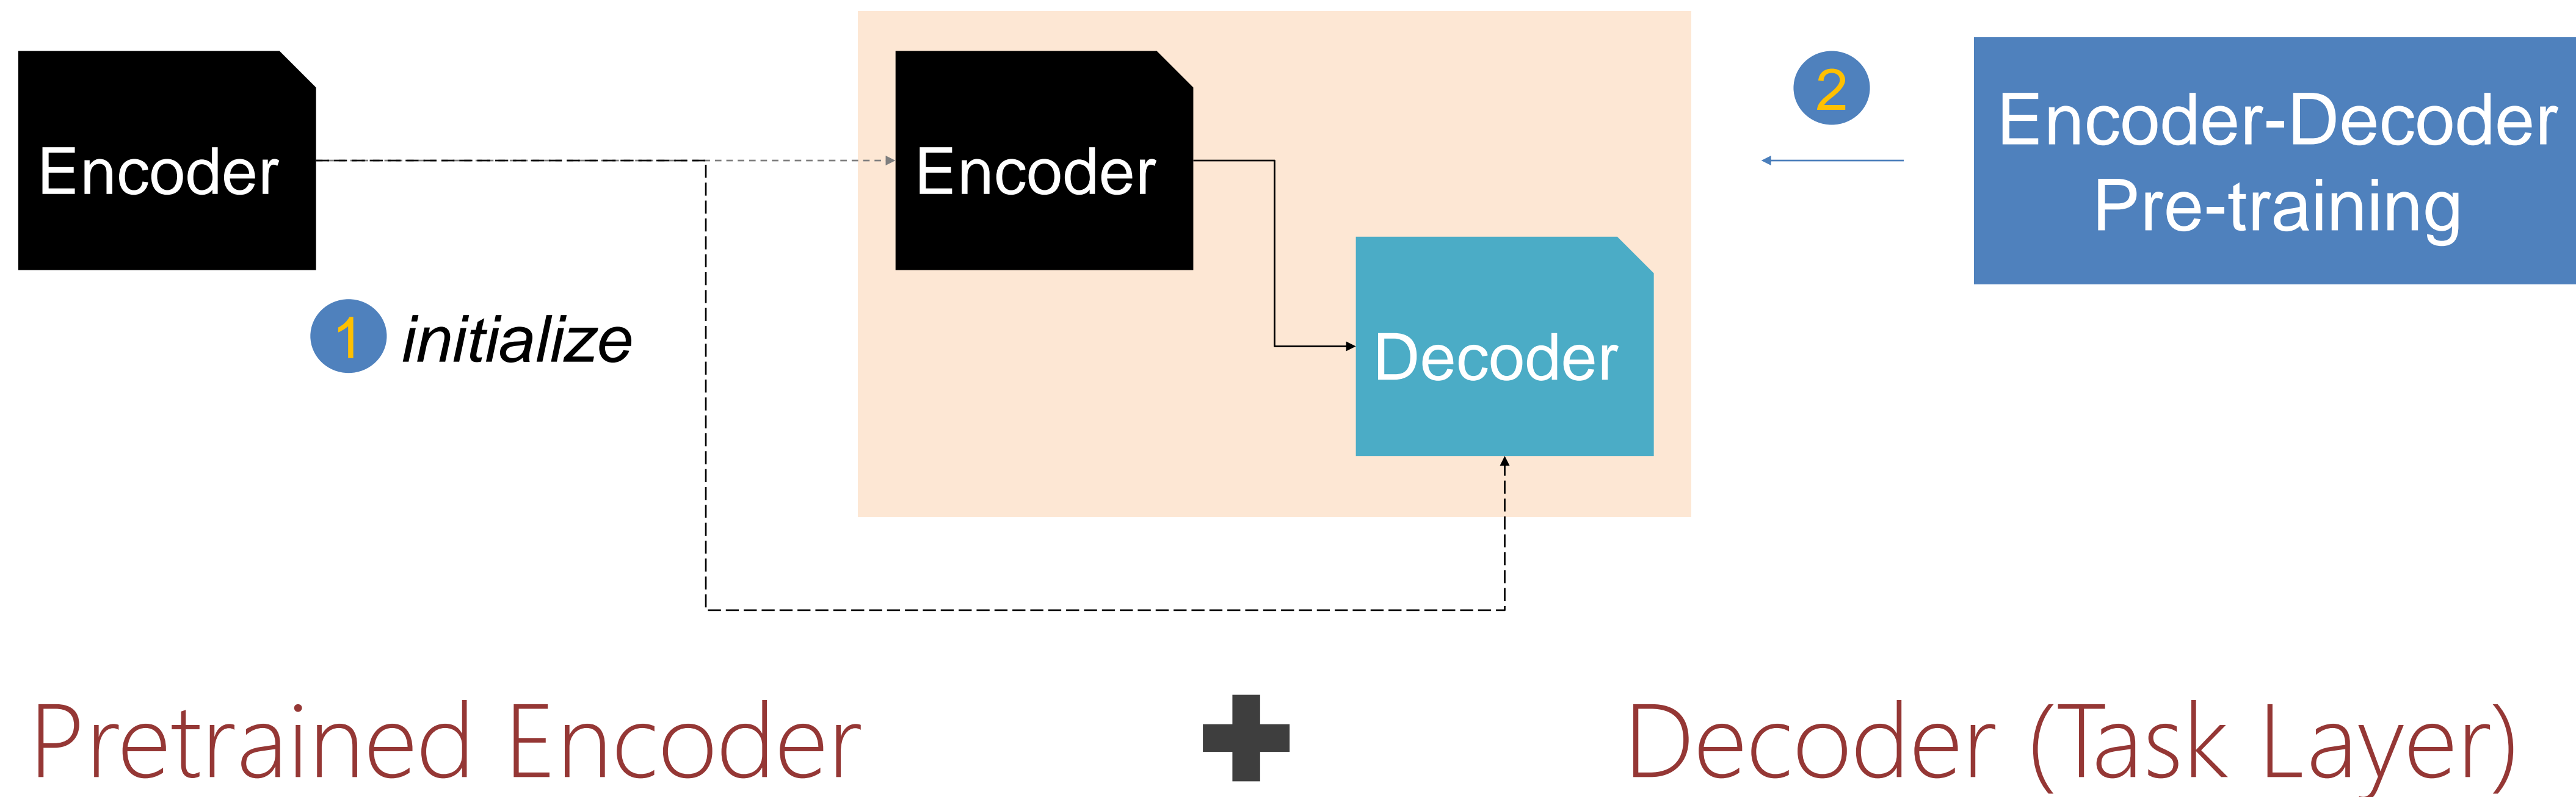 Encoder
1 initialize
Encoder
Decoder
2
Encoder-Decoder
Pre-training
Pretrained Encoder
Decoder (Task Layer)